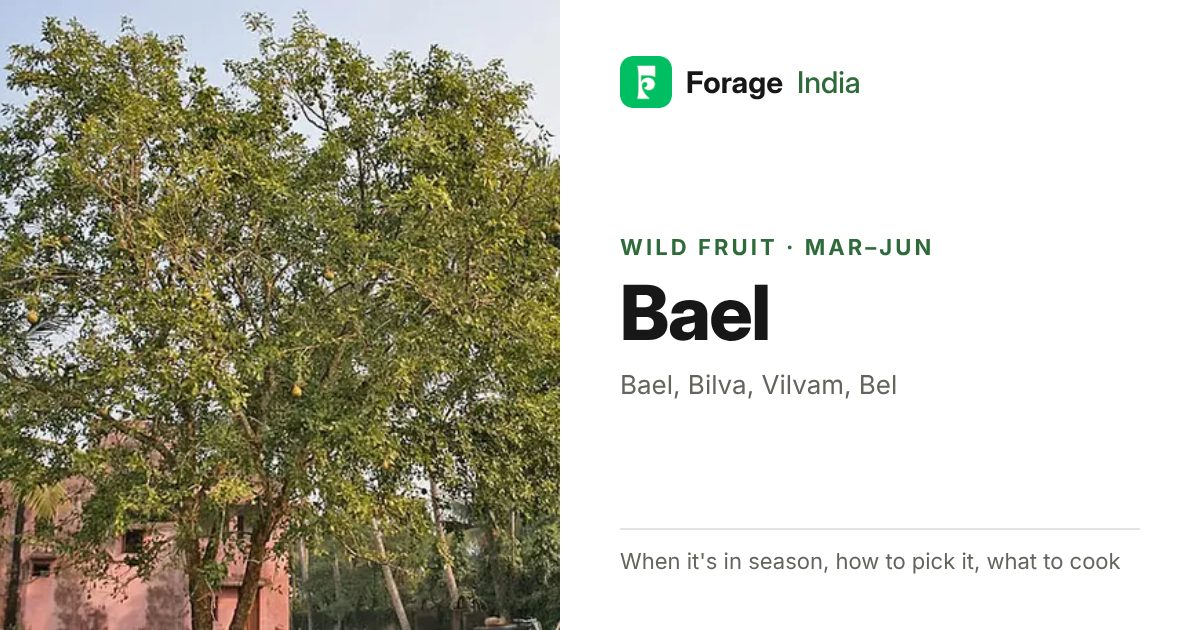 Forage India
WILD FRUIT · MAR–JUN
Bael
Bael, Bilva, Vilvam, Bel
When it's in season, how to pick it, what to cook